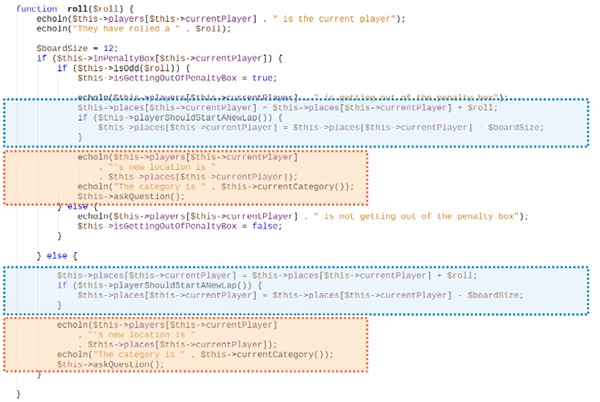 function roll($roll) {
echoln($this->players[$this->currentPlayer] . " is the current player");
echoln("They have rolled a " . $roll);
$boardSize = 12;
if ($this->inPenaltyBox[$this->currentPlayer]) {
if ($this->isOdd($roll)) {
$this->isGettingOutOfPenaltyBox = true;
echoln($this->players[$this->currentPlayer] . " is getting out of the penalty box");
$this->places[$this->currentPlayer] = $this->places[$this->currentPlayer] + $roll;
if ($this->playerShouldStartANewLap()) {
$this->places[$this->currentPlayer] = $this->places[$this->currentPlayer] - $boardSize;
}
echoln($this->players[$this->currentPlayer]
. "'s new location is "
. $this->places[$this->currentPlayer]);
echoln("The category is " . $this->currentCategory());
$this->askQuestion();
} else {
echoln($this->players[$this->currentPlayer] . " is not getting out of the penalty box");
$this->isGettingOutOfPenaltyBox = false;
}
} else {
$this->places[$this->currentPlayer] = $this->places[$this->currentPlayer] + $roll;
if ($this->playerShouldStartANewLap()) {
$this->places[$this->currentPlayer] = $this->places[$this->currentPlayer] - $boardSize;
}
echoln($this->players[$this->currentPlayer]
. "'s new location is "
. $this->places[$this->currentPlayer]);
echoln("The category is " . $this->currentCategory());
$this->askQuestion();
}
}